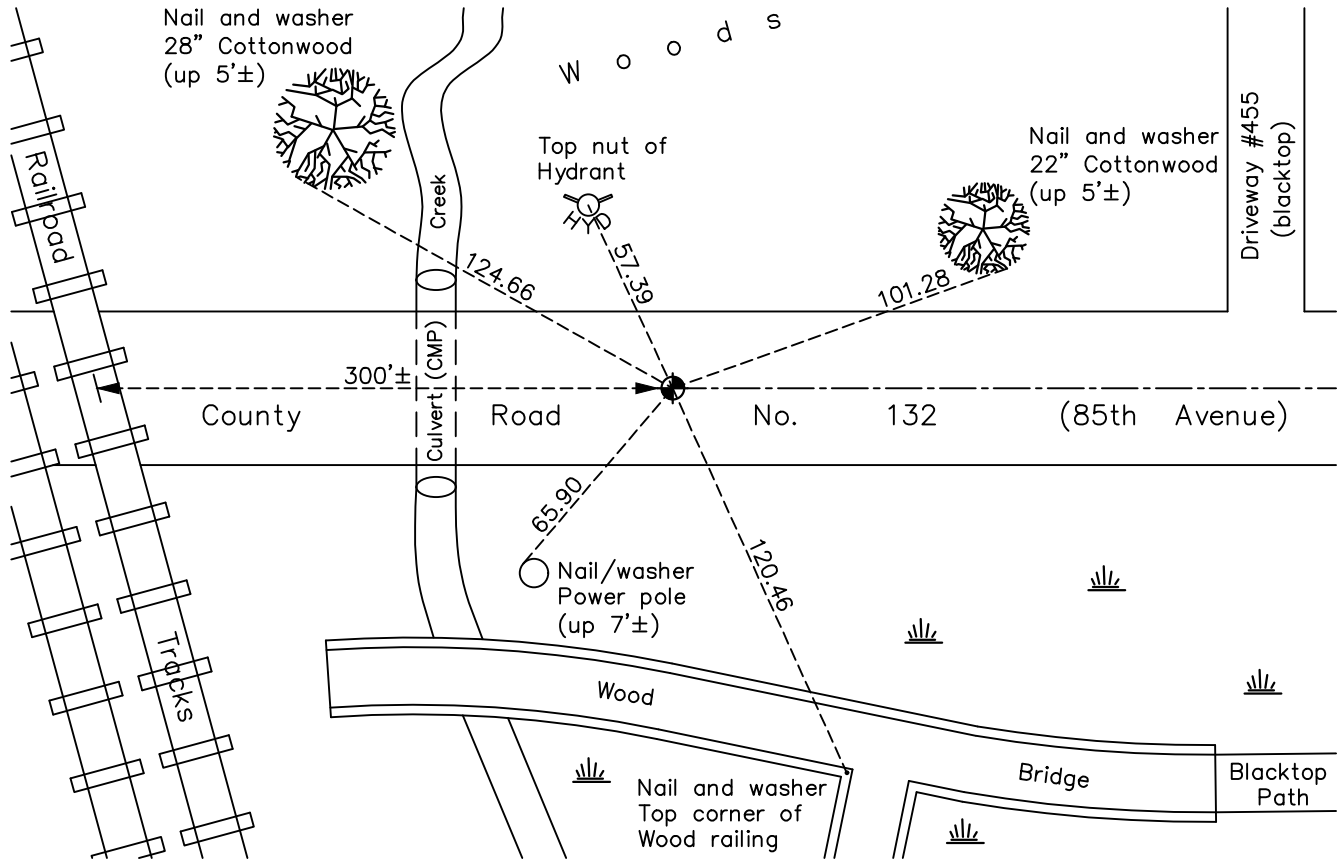 Nail and washer
28" Cottonwood
(up 5'±)
Woods
Top nut of
Hydrant
HYD
Nail and washer
22" Cottonwood
(up 5'±)
Driveway #455
(blacktop)
Railroad
Creek
124.66
57.39
101.28
300'±
Culvert (CMP)
County Road No. 132 (85th Avenue)
65.90
120.46
Nail/washer
Power pole
(up 7'±)
Tracks
Wood
Bridge
Blacktop
Path
Nail and washer
Top corner of
Wood railing